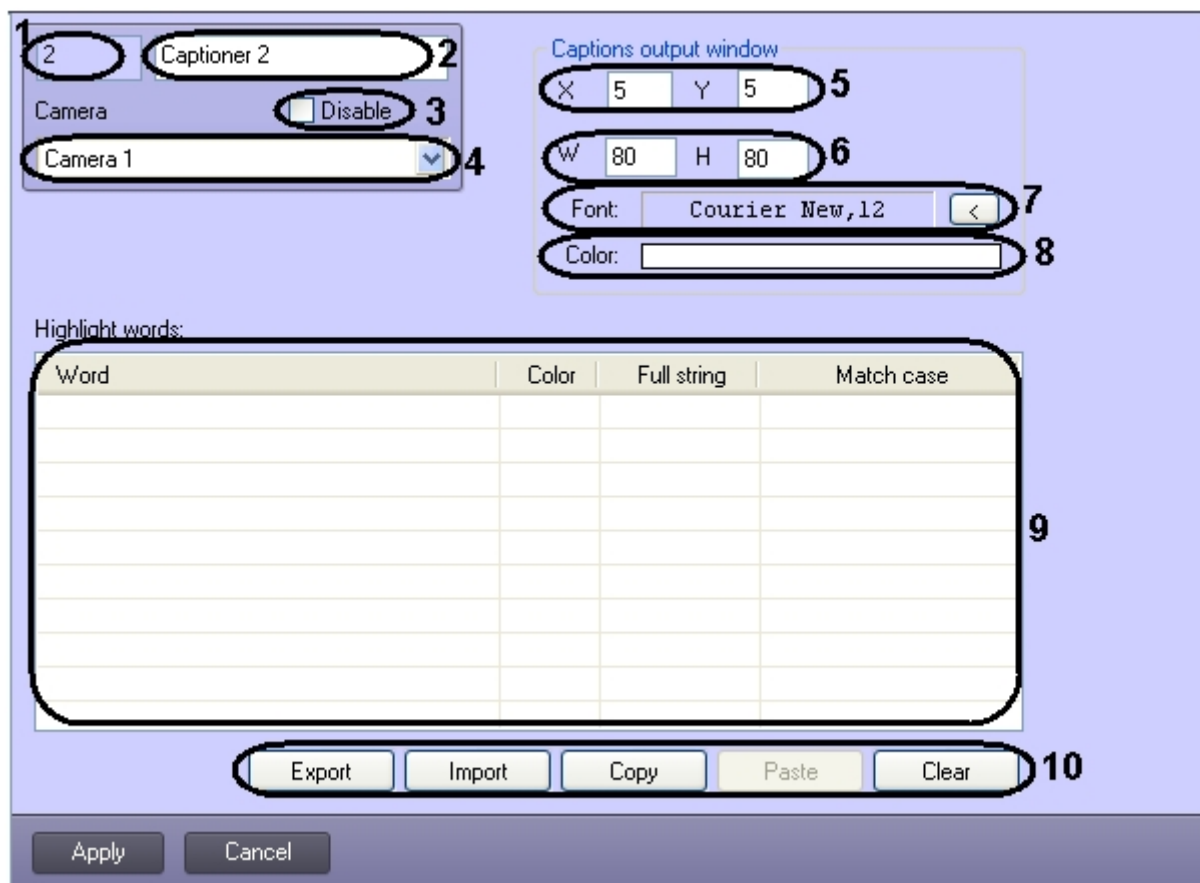 1
2 Captioner 2 2
Camera Disable 3
Camera 1 4
Captions output window
X 5 Y 5 5
W 80 H 80 6
Font: Courier New,12 < 7
Color: 8
Highlight words:
Word Color Full string Match case
9
Export Import Copy Paste Clear 10
Apply Cancel